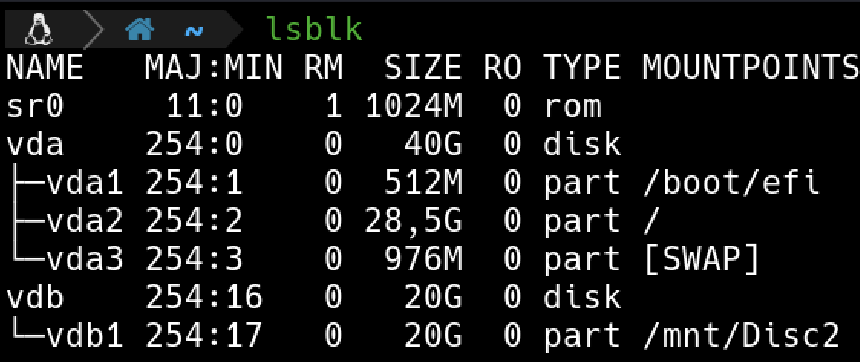 ~ lsblk
NAME   MAJ:MIN RM  SIZE RO TYPE MOUNTPOINTS
sr0     11:0    1 1024M  0 rom
vda    254:0    0   40G  0 disk
├─vda1 254:1    0  512M  0 part /boot/efi
├─vda2 254:2    0 28,5G  0 part /
└─vda3 254:3    0  976M  0 part [SWAP]
vdb    254:16   0   20G  0 disk
└─vdb1 254:17   0   20G  0 part /mnt/Disc2